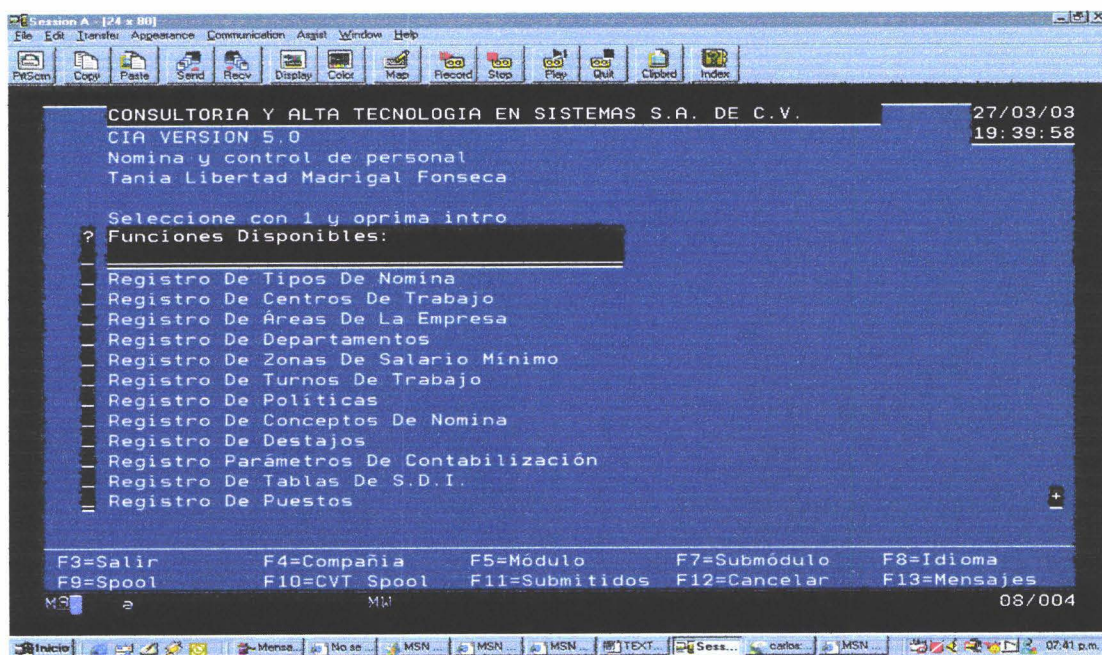 Session A - [24 x 80]
File Edit Transfer Appearance Communication Assist Window Help
PrtScrn Copy Paste Send Recv Display Color Map Record Stop Play Quit Clipbrd Index
CONSULTORIA Y ALTA TECNOLOGIA EN SISTEMAS S.A. DE C.V. 27/03/03
CIA VERSION 5.0 19:39:58
Nomina y control de personal
Tania Libertad Madrigal Fonseca
Seleccione con 1 y oprima intro
? Funciones Disponibles:
Registro De Tipos De Nomina
Registro De Centros De Trabajo
Registro De Áreas De La Empresa
Registro De Departamentos
Registro De Zonas De Salario Mínimo
Registro De Turnos De Trabajo
Registro De Políticas
Registro De Conceptos De Nomina
Registro De Destajos
Registro Parámetros De Contabilización
Registro De Tablas De S.D.I.
Registro De Puestos +
F3=Salir F4=Compañia F5=Módulo F7=Submódulo F8=Idioma
F9=Spool F10=CVT Spool F11=Submitidos F12=Cancelar F13=Mensajes
a MW 08/004
Inicio Mensa... No se ... MSN ... MSN ... MSN ... TEXT... Sess... carlos: ... MSN ... 07:41 p.m.